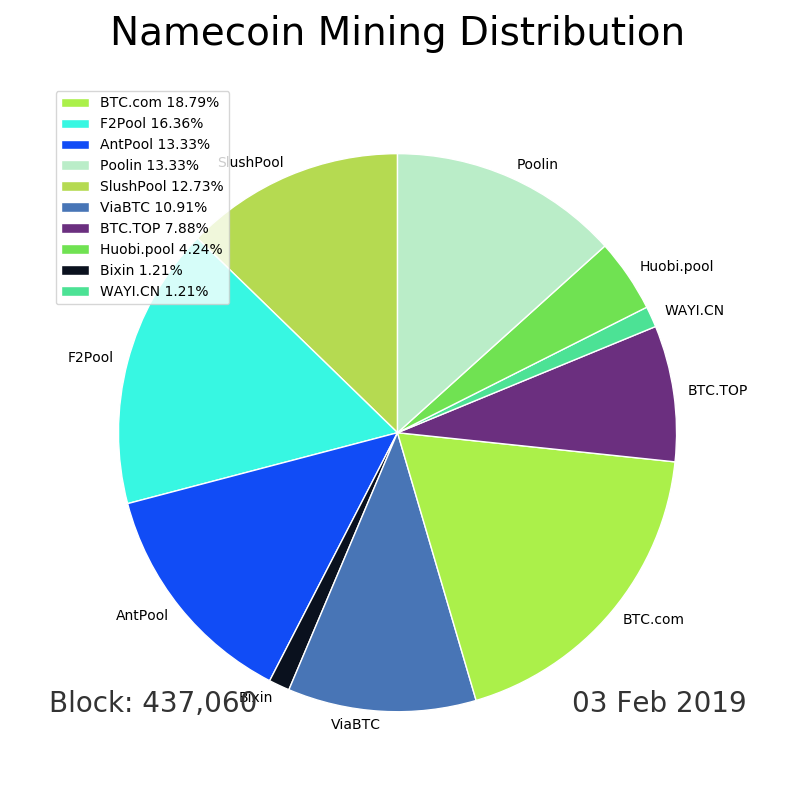 Namecoin Mining Distribution
BTC.com 18.79%
F2Pool 16.36%
AntPool 13.33%
Poolin 13.33%
SlushPool 12.73%
ViaBTC 10.91%
BTC.TOP 7.88%
Huobi.pool 4.24%
Bixin 1.21%
WAYI.CN 1.21%
SlushPool
Poolin
Huobi.pool
WAYI.CN
F2Pool
BTC.TOP
AntPool
BTC.com
Bixin
Block: 437,060
03 Feb 2019
ViaBTC